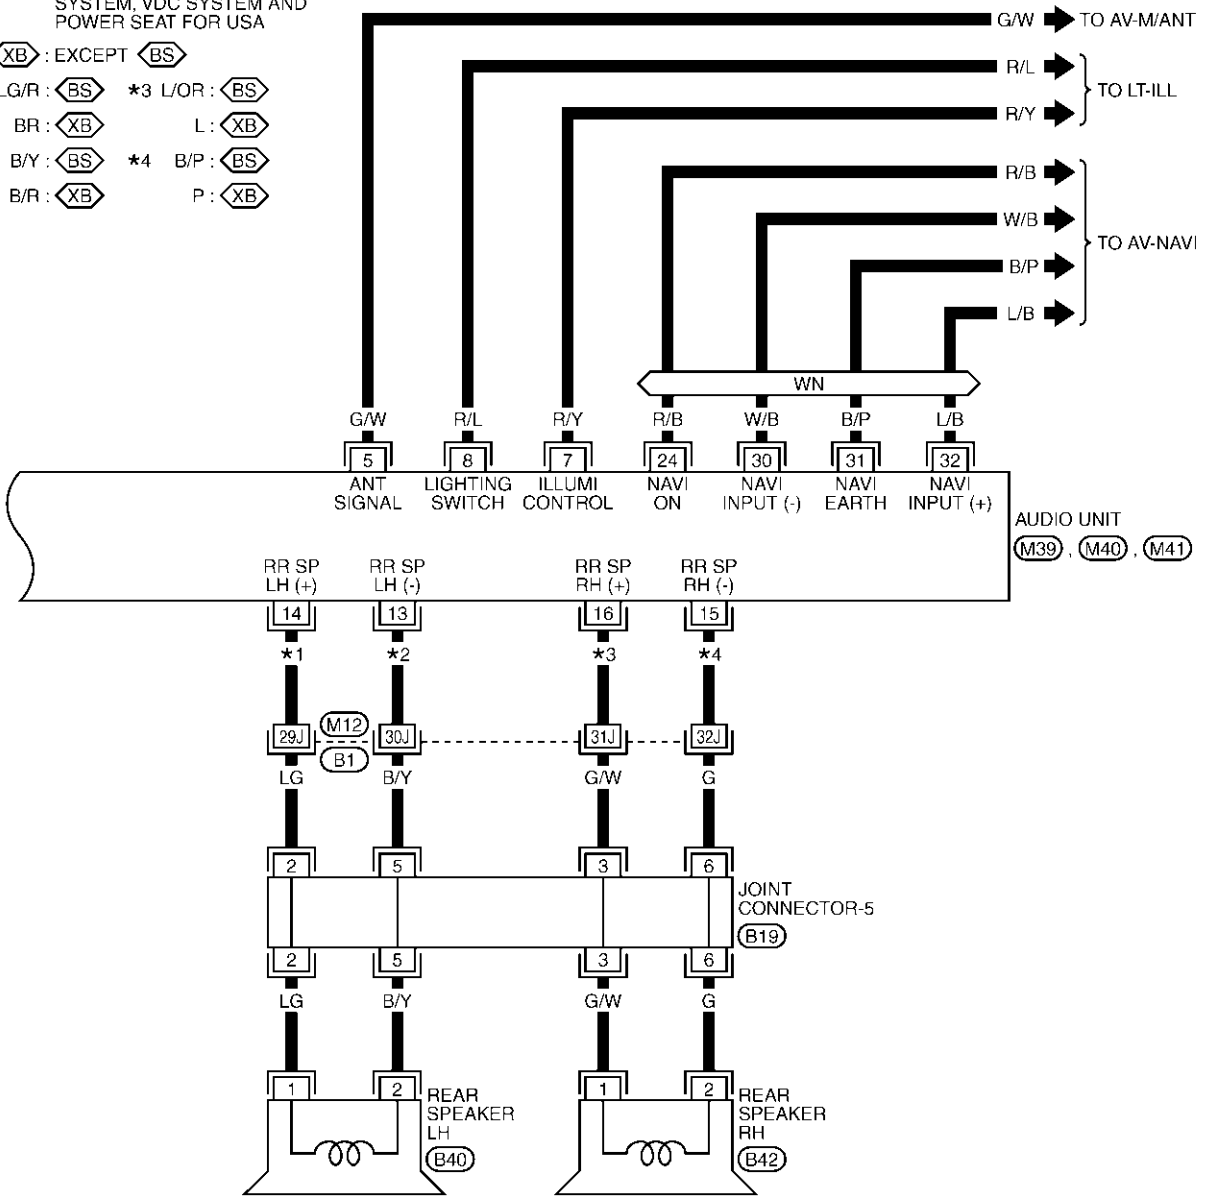 SYSTEM, VDC SYSTEM AND
POWER SEAT FOR USA
XB : EXCEPT BS
LG/R : BS ★3 L/OR : BS
BR : XB L : XB
B/Y : BS ★4 B/P : BS
B/R : XB P : XB
G/W TO AV-M/ANT
R/L
TO LT-ILL
R/Y
R/B
W/B
TO AV-NAVI
B/P
L/B
WN
G/W R/L R/Y R/B W/B B/P L/B
5 8 7 24 30 31 32
ANT SIGNAL
LIGHTING SWITCH
ILLUMI CONTROL
NAVI ON
NAVI INPUT (-)
NAVI EARTH
NAVI INPUT (+)
AUDIO UNIT
M39 , M40 , M41
RR SP LH (+)
RR SP LH (-)
RR SP RH (+)
RR SP RH (-)
14 13 16 15
★1 ★2 ★3 ★4
M12
29J 30J 31J 32J
B1
LG B/Y G/W G
2 5 3 6
JOINT
CONNECTOR-5
B19
2 5 3 6
LG B/Y G/W G
1 2 1 2
REAR
SPEAKER
LH
B40
REAR
SPEAKER
RH
B42